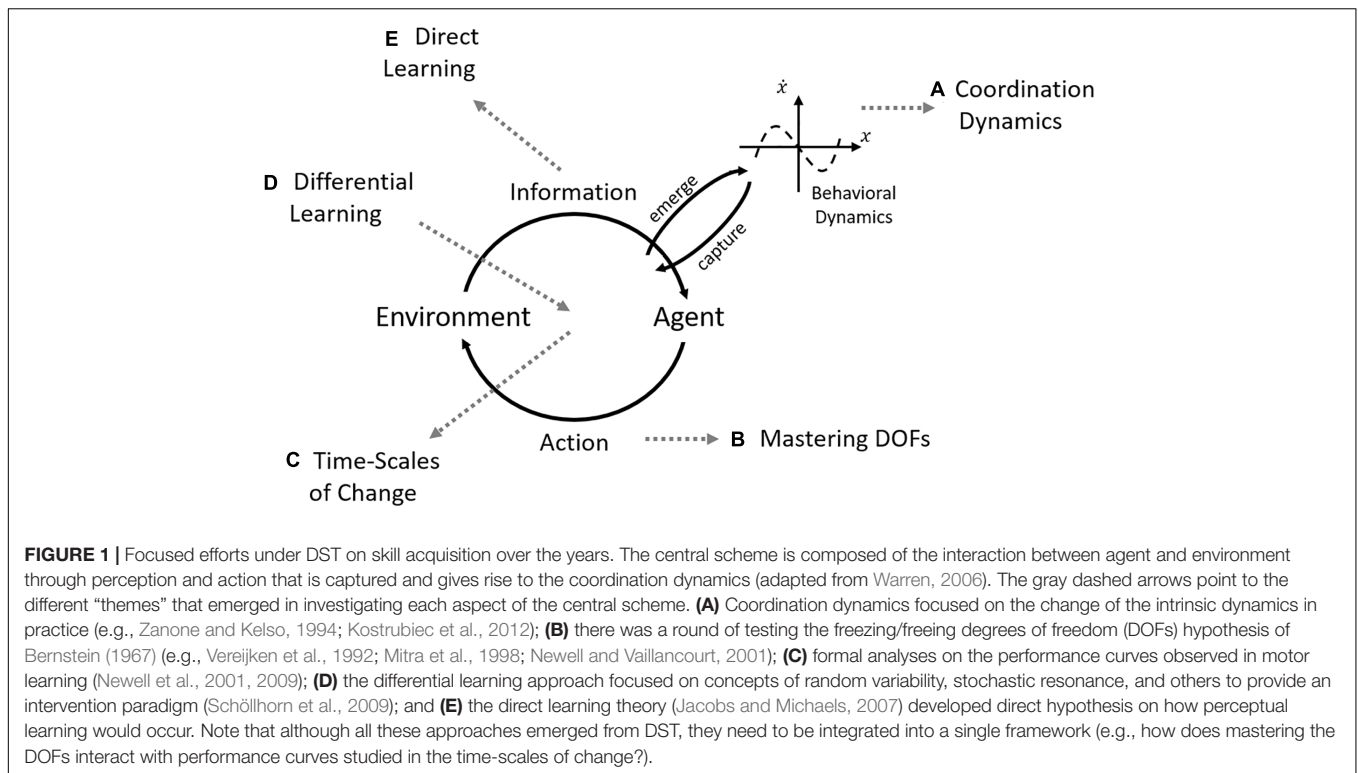 E Direct
Learning
ẋ
A Coordination
Dynamics
x
D Differential
Learning
Information
emerge
Behavioral
Dynamics
capture
Environment
Agent
Action
B Mastering DOFs
C Time-Scales
of Change
FIGURE 1 | Focused efforts under DST on skill acquisition over the years. The central scheme is composed of the interaction between agent and environment
through perception and action that is captured and gives rise to the coordination dynamics (adapted from Warren, 2006). The gray dashed arrows point to the
different “themes” that emerged in investigating each aspect of the central scheme. (A) Coordination dynamics focused on the change of the intrinsic dynamics in
practice (e.g., Zanone and Kelso, 1994; Kostrubiec et al., 2012); (B) there was a round of testing the freezing/freeing degrees of freedom (DOFs) hypothesis of
Bernstein (1967) (e.g., Vereijken et al., 1992; Mitra et al., 1998; Newell and Vaillancourt, 2001); (C) formal analyses on the performance curves observed in motor
learning (Newell et al., 2001, 2009); (D) the differential learning approach focused on concepts of random variability, stochastic resonance, and others to provide an
intervention paradigm (Schöllhorn et al., 2009); and (E) the direct learning theory (Jacobs and Michaels, 2007) developed direct hypothesis on how perceptual
learning would occur. Note that although all these approaches emerged from DST, they need to be integrated into a single framework (e.g., how does mastering the
DOFs interact with performance curves studied in the time-scales of change?).